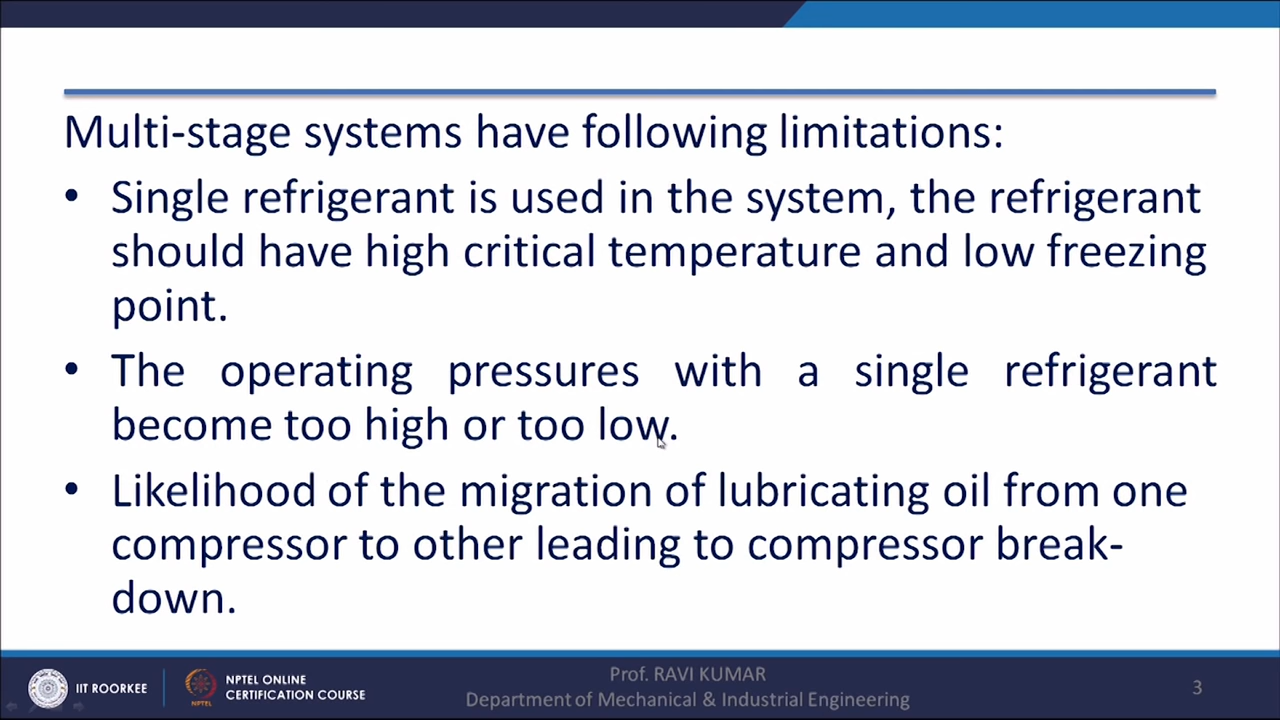 Multi-stage systems have following limitations:
• Single refrigerant is used in the system, the refrigerant
should have high critical temperature and low freezing
point.
• The operating pressures with a single refrigerant
become too high or too low.
• Likelihood of the migration of lubricating oil from one
compressor to other leading to compressor break-
down.
IIT ROORKEE
NPTEL
NPTEL ONLINE
CERTIFICATION COURSE
Prof. RAVI KUMAR
Department of Mechanical & Industrial Engineering
3